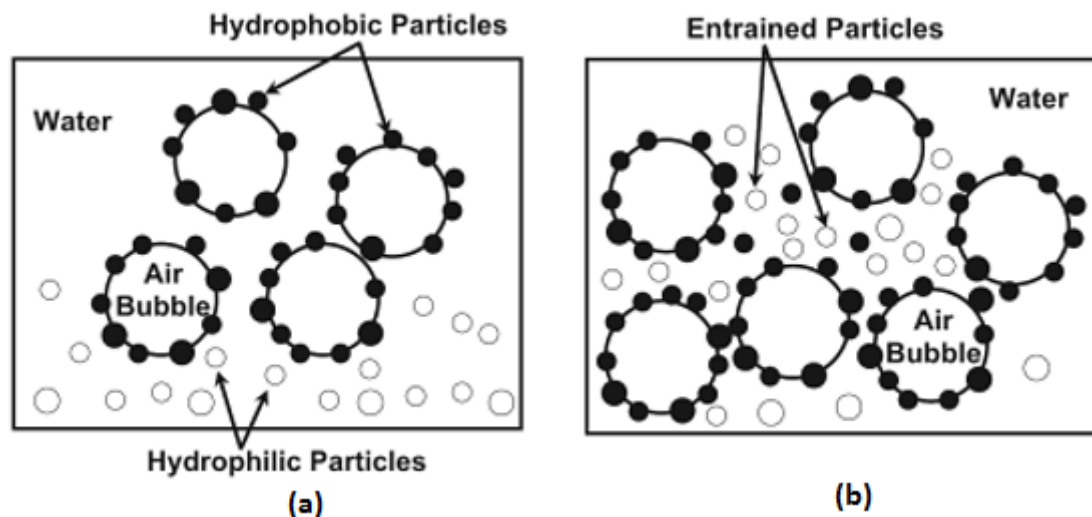 Hydrophobic Particles
Water
Air
Bubble
Hydrophilic Particles
(a)
Entrained Particles
Water
Air
Bubble
(b)